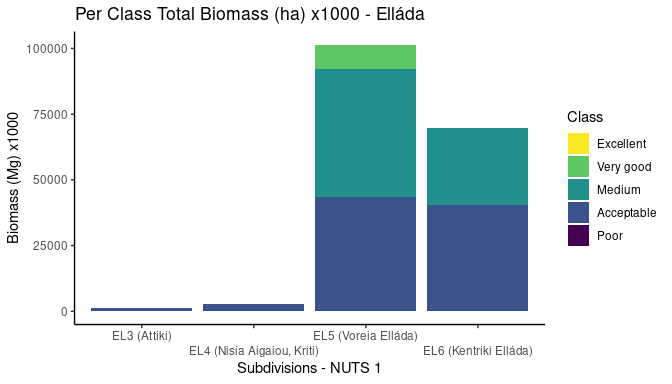 Per Class Total Biomass (ha) x1000 - Elláda
Biomass (Mg) x1000
100000
75000
50000
25000
0
EL3 (Attiki)
EL4 (Nisia Aigaiou, Kriti)
EL5 (Voreia Elláda)
EL6 (Kentriki Elláda)
Subdivisions - NUTS 1
Class
Excellent
Very good
Medium
Acceptable
Poor